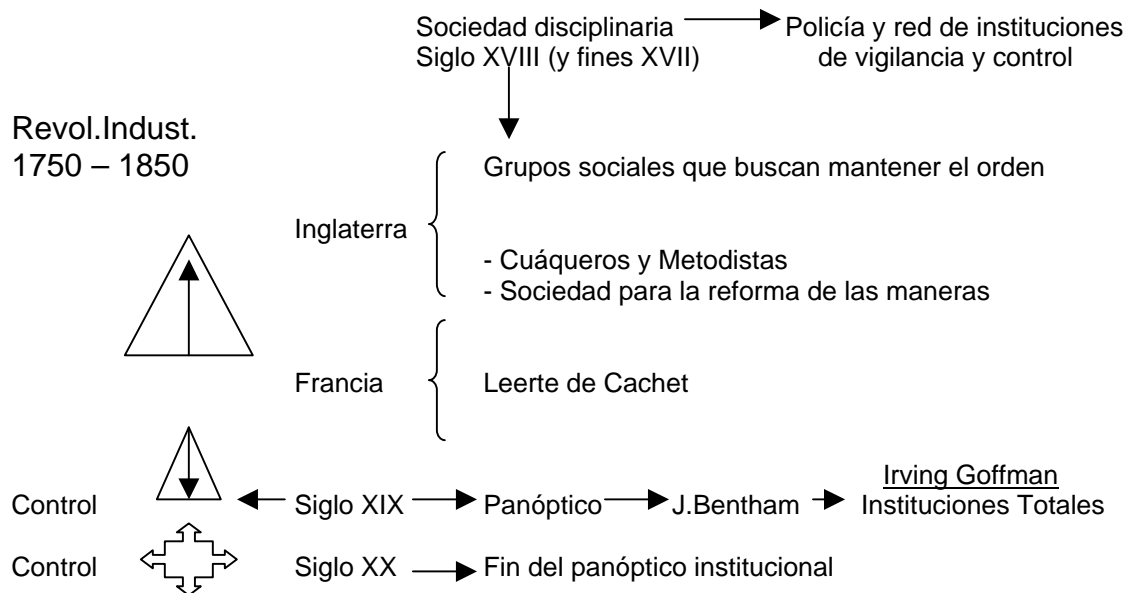 Sociedad disciplinaria
Siglo XVIII (y fines XVII)
Policía y red de instituciones
de vigilancia y control
Revol.Indust.
1750 – 1850
Grupos sociales que buscan mantener el orden
Inglaterra
- Cuáqueros y Metodistas
- Sociedad para la reforma de las maneras
Francia
Leerte de Cachet
Control
Siglo XIX
Panóptico
J.Bentham
Irving Goffman
Instituciones Totales
Control
Siglo XX
Fin del panóptico institucional